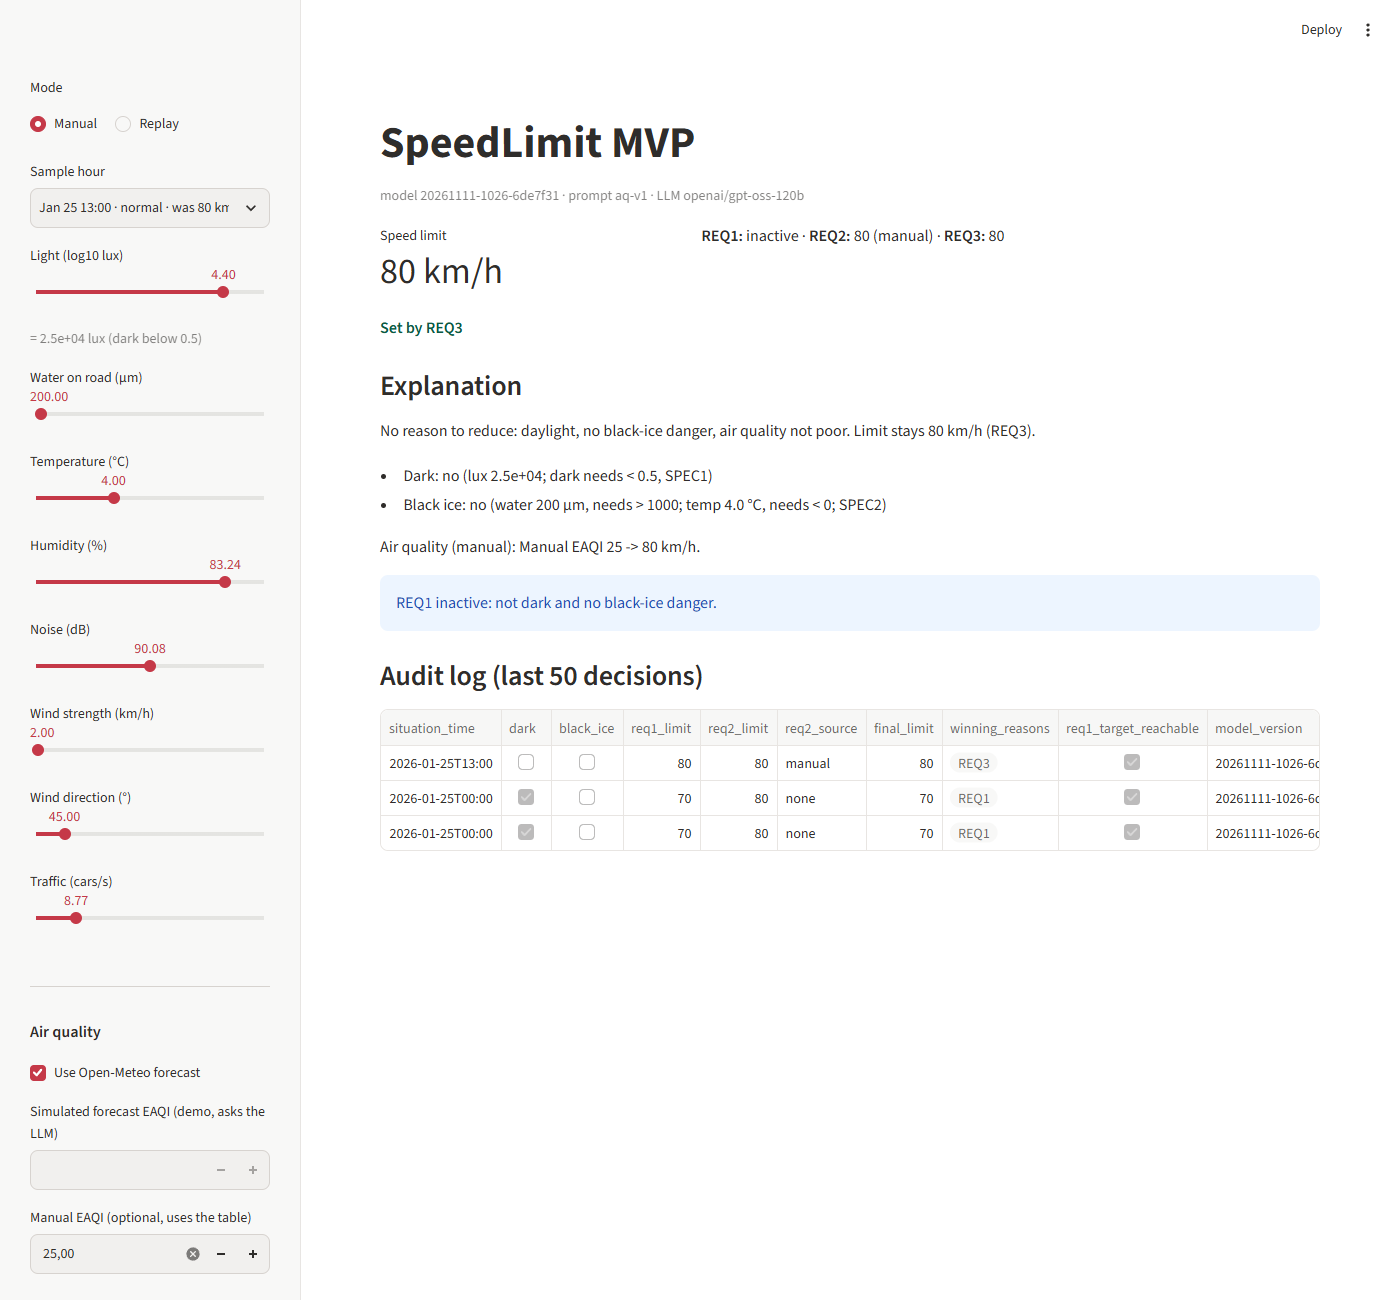 Deploy
Mode
Manual
Replay
Sample hour
Jan 25 13:00 · normal · was 80 km
Light (log10 lux)
4.40
= 2.5e+04 lux (dark below 0.5)
Water on road (µm)
200.00
Temperature (°C)
4.00
Humidity (%)
83.24
Noise (dB)
90.08
Wind strength (km/h)
2.00
Wind direction (°)
45.00
Traffic (cars/s)
8.77
Air quality
Use Open-Meteo forecast
Simulated forecast EAQI (demo, asks the
LLM)
Manual EAQI (optional, uses the table)
25,00
SpeedLimit MVP
model 20261111-1026-6de7f31 · prompt aq-v1 · LLM openai/gpt-oss-120b
Speed limit
80 km/h
Set by REQ3
REQ1: inactive · REQ2: 80 (manual) · REQ3: 80
Explanation
No reason to reduce: daylight, no black-ice danger, air quality not poor. Limit stays 80 km/h (REQ3).
• Dark: no (lux 2.5e+04; dark needs < 0.5, SPEC1)
• Black ice: no (water 200 µm, needs > 1000; temp 4.0 °C, needs < 0; SPEC2)
Air quality (manual): Manual EAQI 25 -> 80 km/h.
REQ1 inactive: not dark and no black-ice danger.
Audit log (last 50 decisions)
situation_time dark black_ice req1_limit req2_limit req2_source final_limit winning_reasons req1_target_reachable model_version
2026-01-25T13:00 80 80 manual 80 REQ3 20261111-1026-6d
2026-01-25T00:00 70 80 none 70 REQ1 20261111-1026-6d
2026-01-25T00:00 70 80 none 70 REQ1 20261111-1026-6d